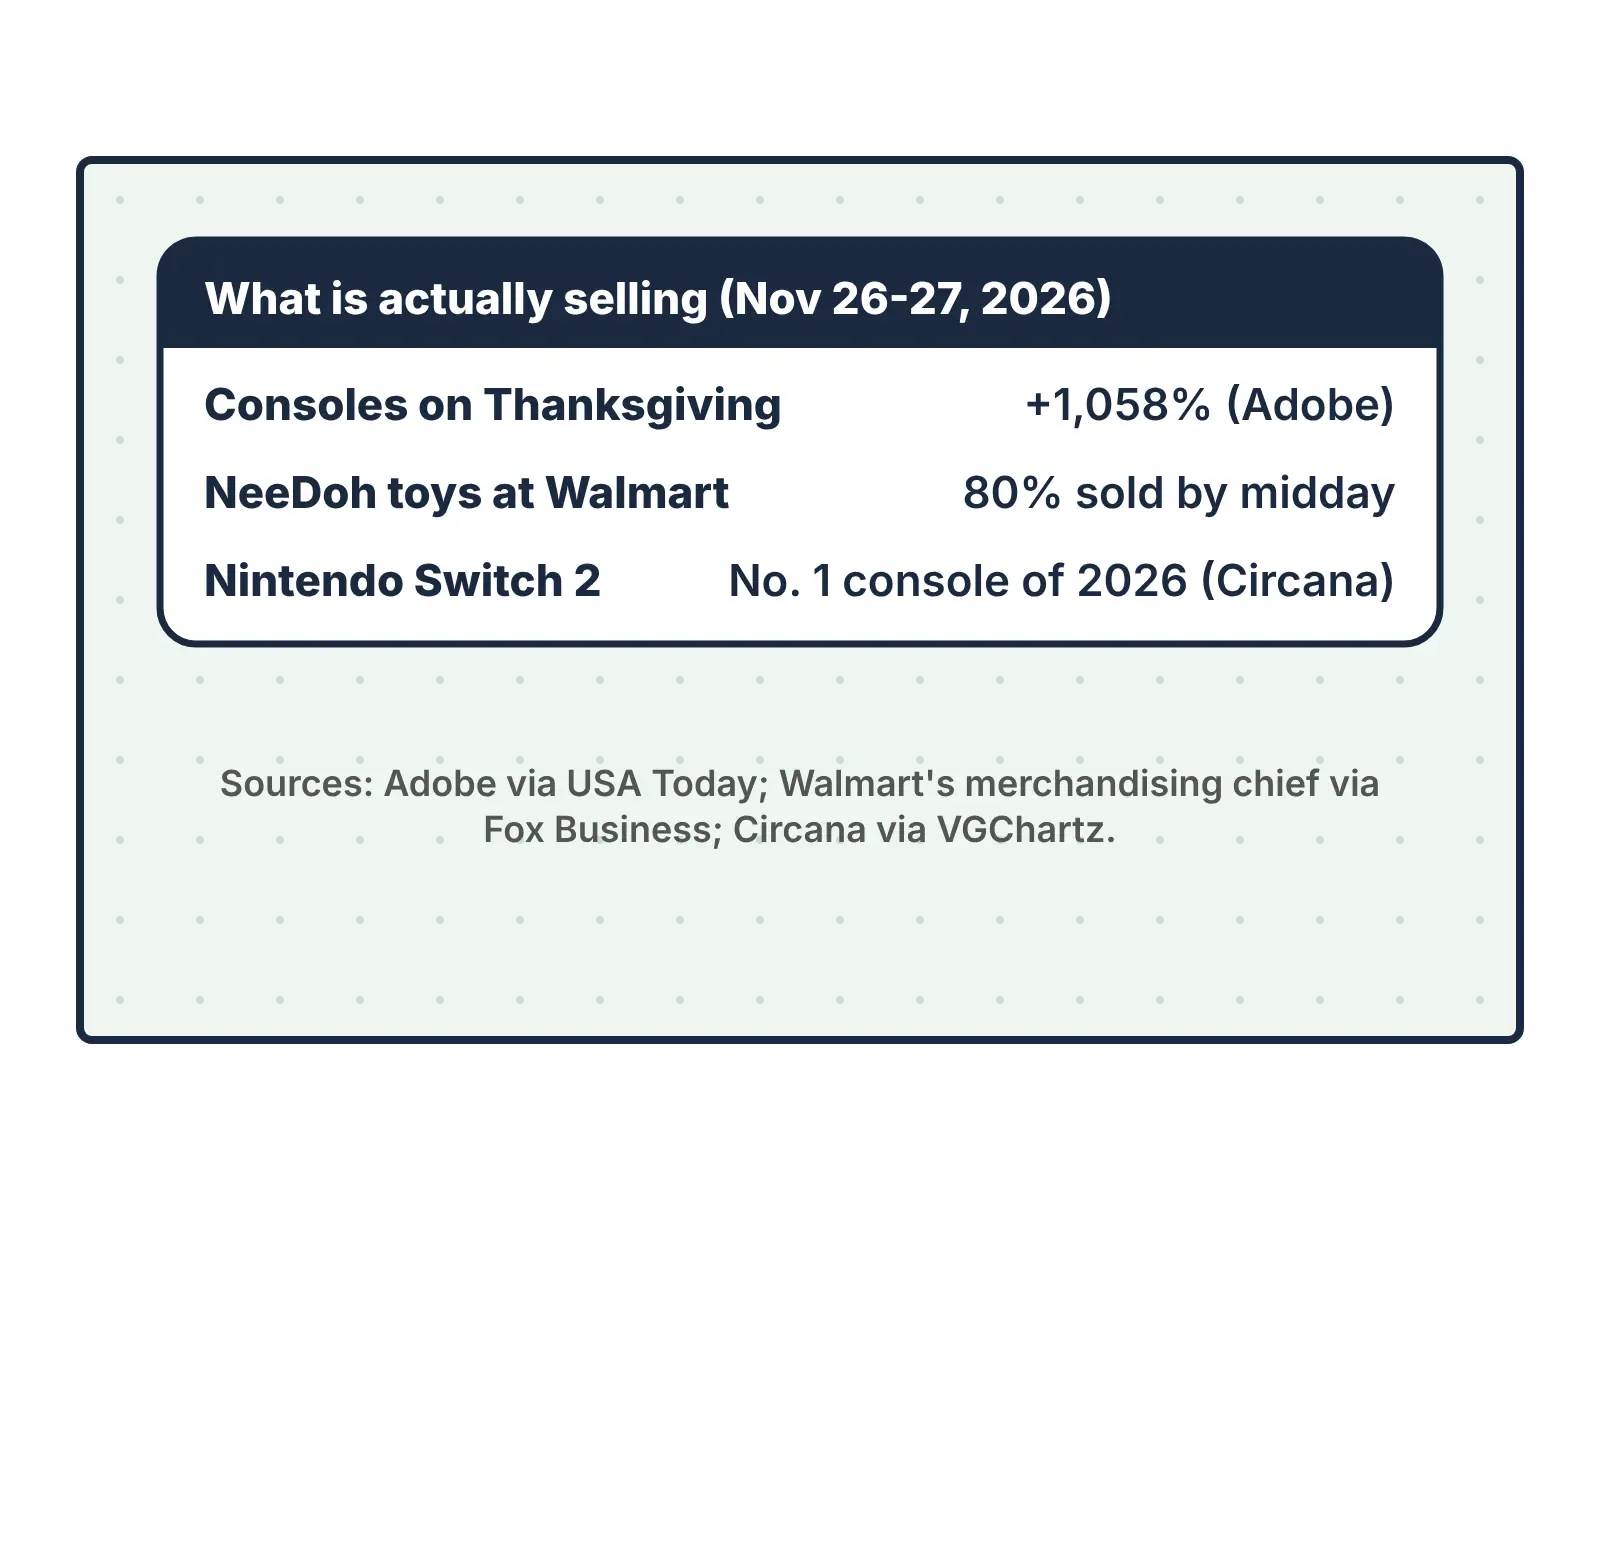 What is actually selling (Nov 26-27, 2026)
Consoles on Thanksgiving +1,058% (Adobe)
NeeDoh toys at Walmart 80% sold by midday
Nintendo Switch 2 No. 1 console of 2026 (Circana)
Sources: Adobe via USA Today; Walmart's merchandising chief via
Fox Business; Circana via VGChartz.